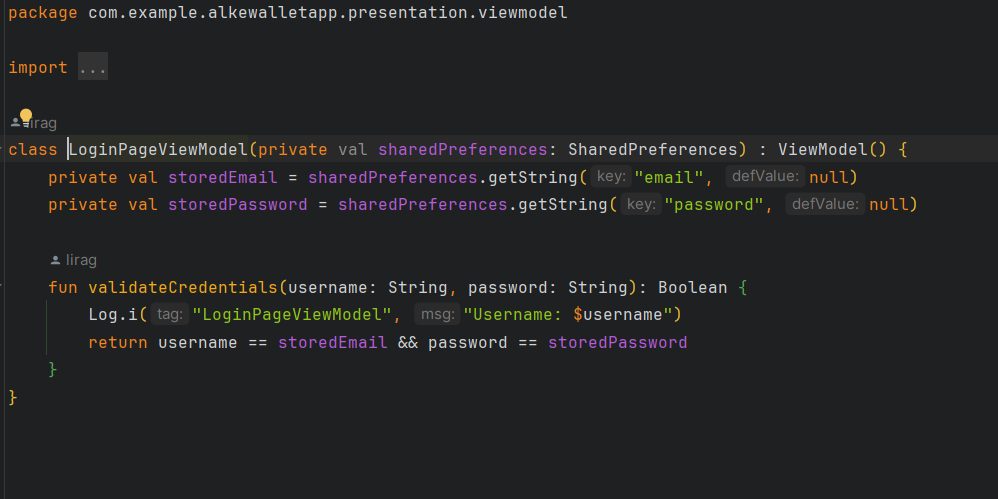 package com.example.alkewalletapp.presentation.viewmodel
import ...
lirag
class LoginPageViewModel(private val sharedPreferences: SharedPreferences) : ViewModel() {
private val storedEmail = sharedPreferences.getString( key: "email", defValue: null)
private val storedPassword = sharedPreferences.getString( key: "password", defValue: null)
lirag
fun validateCredentials(username: String, password: String): Boolean {
Log.i( tag: "LoginPageViewModel", msg: "Username: $username")
return username == storedEmail && password == storedPassword
}
}